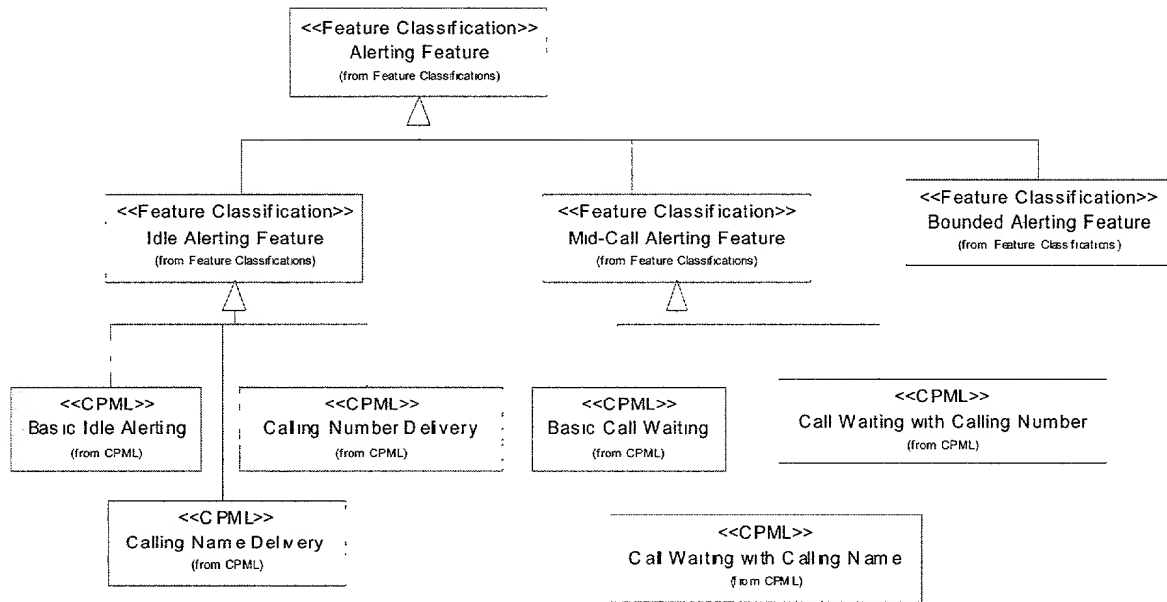 <<Feature Classification>>
Alerting Feature
(from Feature Classifications)
<<Feature Classification>>
Idle Alerting Feature
(from Feature Classifications)
<<Feature Classification>>
Mid-Call Alerting Feature
(from Feature Classifications)
<<Feature Classification>>
Bounded Alerting Feature
(from Feature Classifications)
<<CPML>>
Basic Idle Alerting
(from CPML)
<<CPML>>
Calling Number Delivery
(from CPML)
<<CPML>>
Basic Call Waiting
(from CPML)
<<CPML>>
Call Waiting with Calling Number
(from CPML)
<<CPML>>
Calling Name Delivery
(from CPML)
<<CPML>>
Call Waiting with Calling Name
(from CPML)